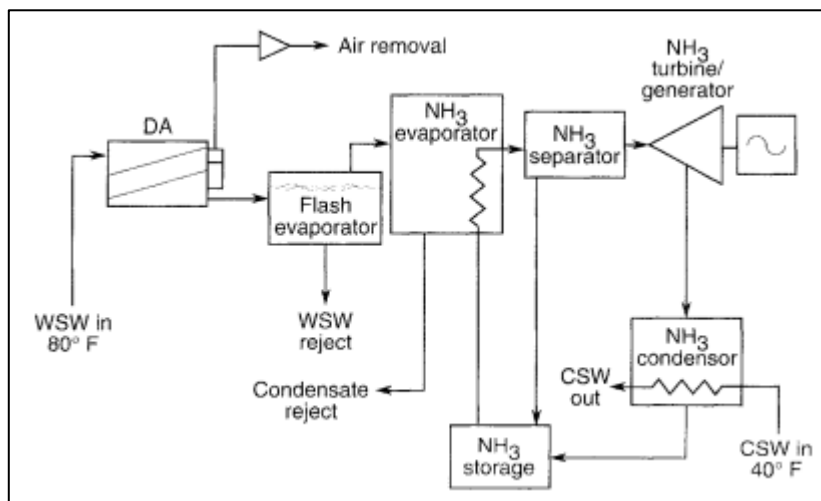 Air removal
NH3
turbine/
generator
DA
NH3
evaporator
NH3
separator
Flash
evaporator
WSW in
80° F
WSW
reject
NH3
condensor
CSW
out
Condensate
reject
NH3
storage
CSW in
40° F